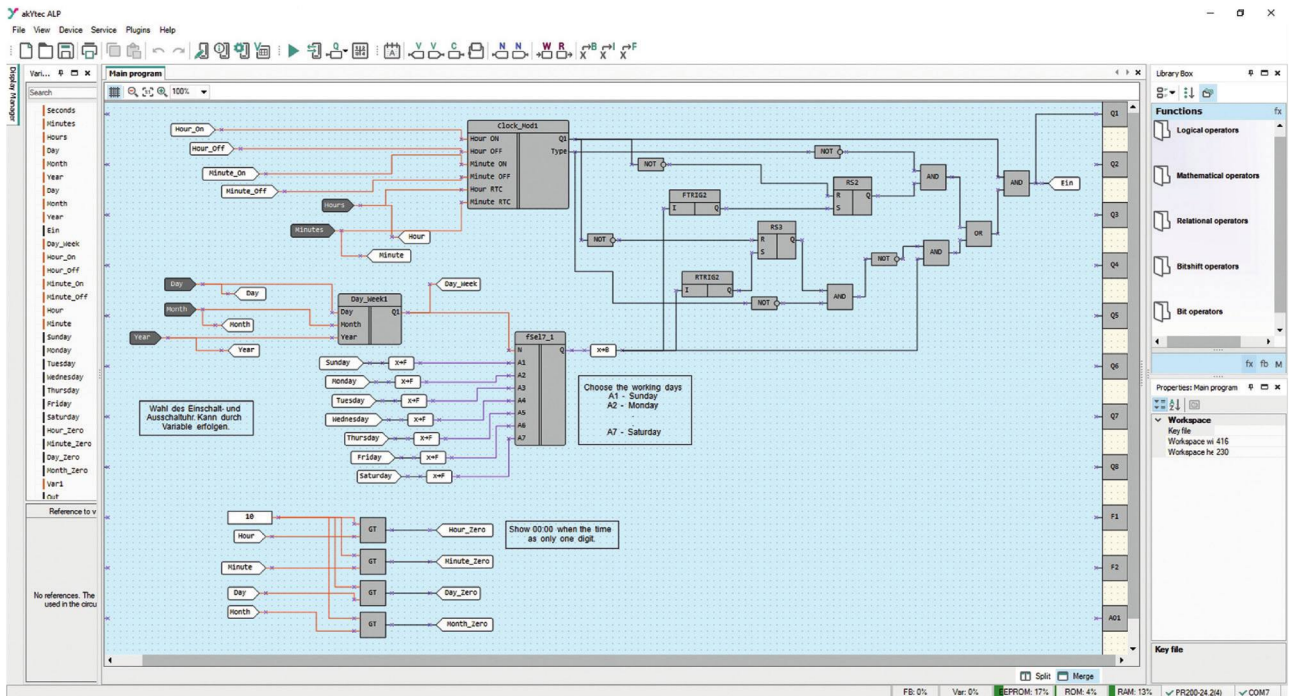 akYtec ALP
File View Device Service Plugins Help
Display Manager
Vari...
Search
Seconds
Minutes
Hours
Day
Month
Year
Day
Month
Year
Ein
Day_Week
Hour_On
Hour_Off
Minute_On
Minute_Off
Hour
Minute
Sunday
Monday
Tuesday
Wednesday
Thursday
Friday
Saturday
Hour_Zero
Minute_Zero
Day_Zero
Month_Zero
Var1
Out
Reference to v
No references. The
used in the circu
Main program
100%
Hour_On
Hour_Off
Minute_On
Minute_Off
Hours
Minutes
Hour
Minute
Clock_Mod1
Hour ON Q1
Hour OFF Type
Minute ON
Minute OFF
Hour RTC
Minute RTC
NOT
NOT
FTRIG2
I Q
RS2
R Q
S
AND
AND
Ein
NOT
RS3
R Q
S
OR
AND
NOT
RTRIG2
I Q
NOT
AND
Day
Day
Month
Month
Year
Year
Day_Week1
Day Q1
Month
Year
Day_Week
fSel7_1
N Q
A1
A2
A3
A4
A5
A6
A7
x→B
Sunday x→F
Monday x→F
Tuesday x→F
Wednesday x→F
Thursday x→F
Friday x→F
Saturday x→F
Wahl des Einschalt- und
Ausschaltuhr. Kann durch
Variable erfolgen.
Choose the working days
A1 - Sunday
A2 - Monday
.
A7 - Saturday
10
Hour
GT
Hour_Zero
Minute
GT
Minute_Zero
Day
GT
Day_Zero
Month
GT
Month_Zero
Show 00:00 when the time
as only one digit.
Q1
Q2
Q3
Q4
Q5
Q6
Q7
Q8
F1
F2
AO1
Library Box
Functions fx
Logical operators
Mathematical operators
Relational operators
Bitshift operators
Bit operators
fx fb M
Properties: Main program
Workspace
Key file
Workspace wi 416
Workspace he 230
Key file
Split Merge
FB: 0% Var: 0% EEPROM: 17% ROM: 4% RAM: 13% PR200-24.2(4) COM7